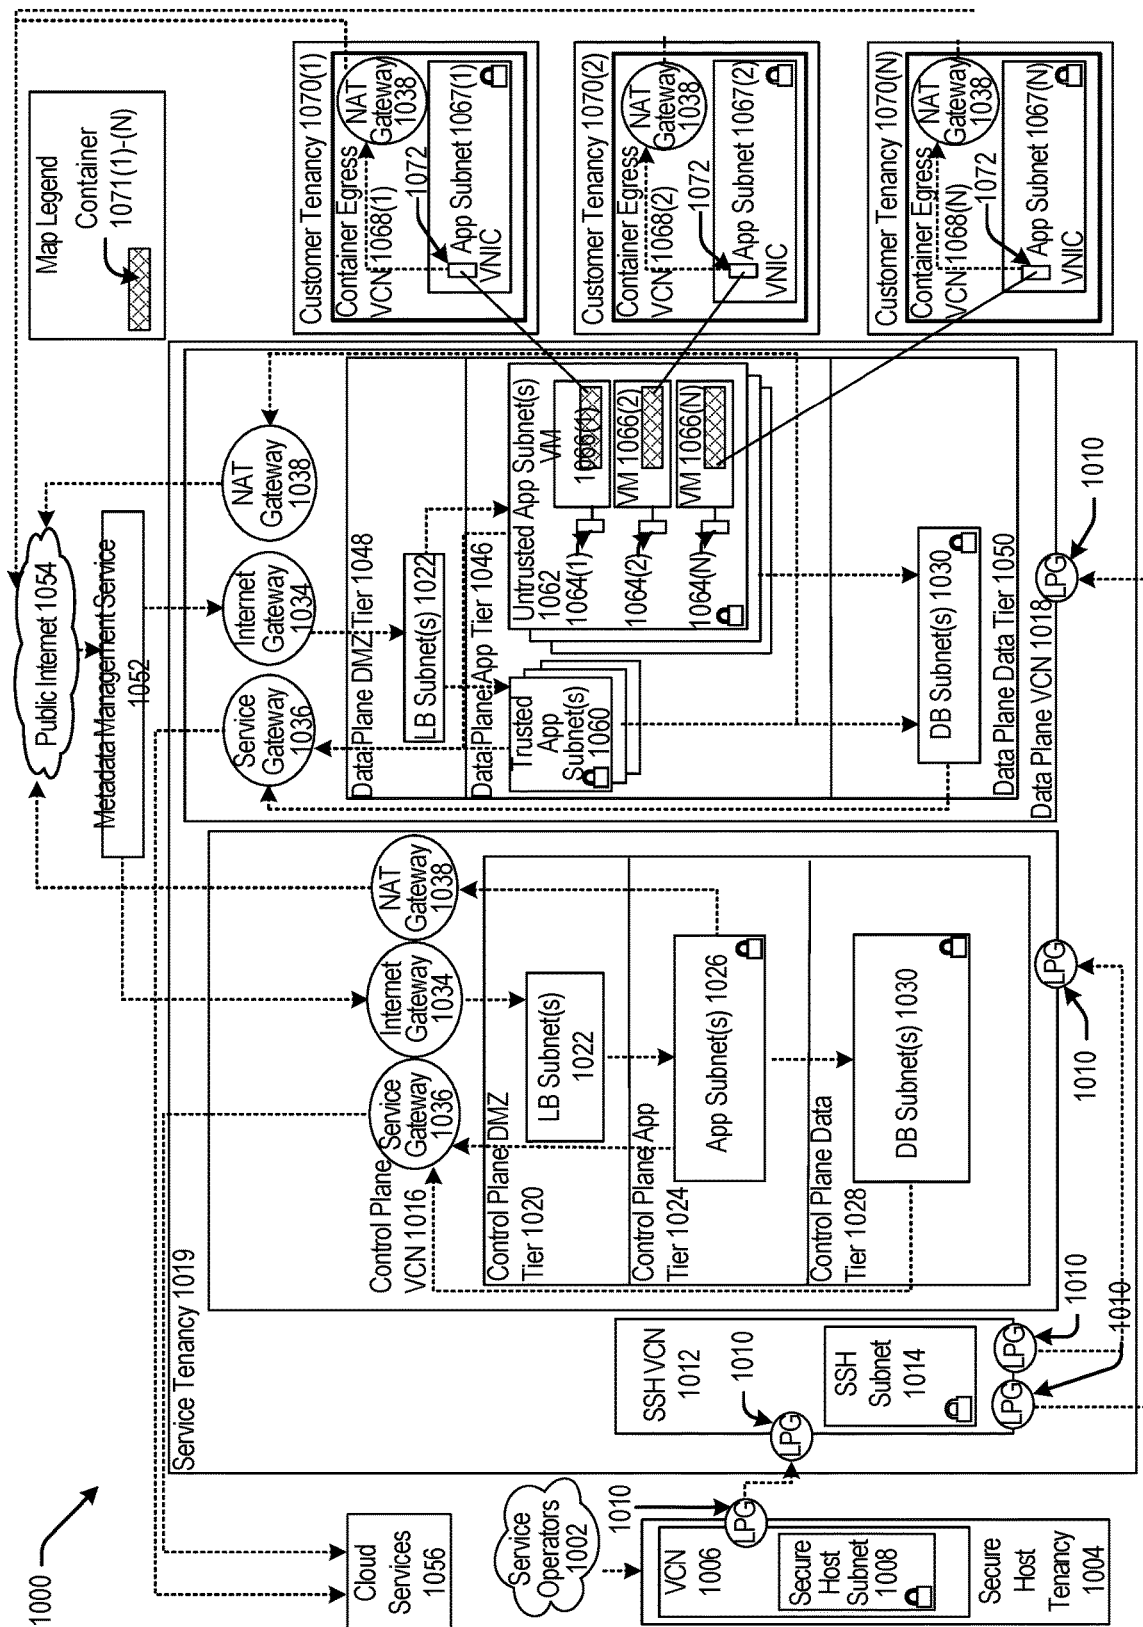 1000
Cloud
Services
1056
Service
Operators
1002
1010
LPG
VCN
1006
Secure
Host
Subnet
1008
Secure
Host
Tenancy
1004
Service Tenancy 1019
SSH VCN
1012
1010
LPG
SSH
Subnet
1014
LPG
LPG
1010
1010
Control Plane
VCN 1016
Service
Gateway
1036
Internet
Gateway
1034
NAT
Gateway
1038
Control Plane DMZ
Tier 1020
LB Subnet(s)
1022
Control Plane App
Tier 1024
App Subnet(s) 1026
Control Plane Data
Tier 1028
DB Subnet(s) 1030
LPG
1010
Public Internet 1054
Metadata Management Service
1052
Service
Gateway
1036
Internet
Gateway
1034
NAT
Gateway
1038
Data Plane DMZ Tier 1048
LB Subnet(s) 1022
Data Plane App Tier 1046
Trusted
App
Subnet(s)
1060
Untrusted App Subnet(s)
1062
VM
1066(1)
1064(1)
VM 1066(2)
1064(2)
VM 1066(N)
1064(N)
DB Subnet(s) 1030
Data Plane Data Tier 1050
Data Plane VCN 1018
LPG
1010
Map Legend
Container
1071(1)-(N)
Customer Tenancy 1070(1)
Container Egress
VCN 1068(1)
NAT
Gateway
1038
1072
App Subnet 1067(1)
VNIC
Customer Tenancy 1070(2)
Container Egress
VCN 1068(2)
NAT
Gateway
1038
1072
App Subnet 1067(2)
VNIC
Customer Tenancy 1070(N)
Container Egress
VCN 1068(N)
NAT
Gateway
1038
1072
App Subnet 1067(N)
VNIC